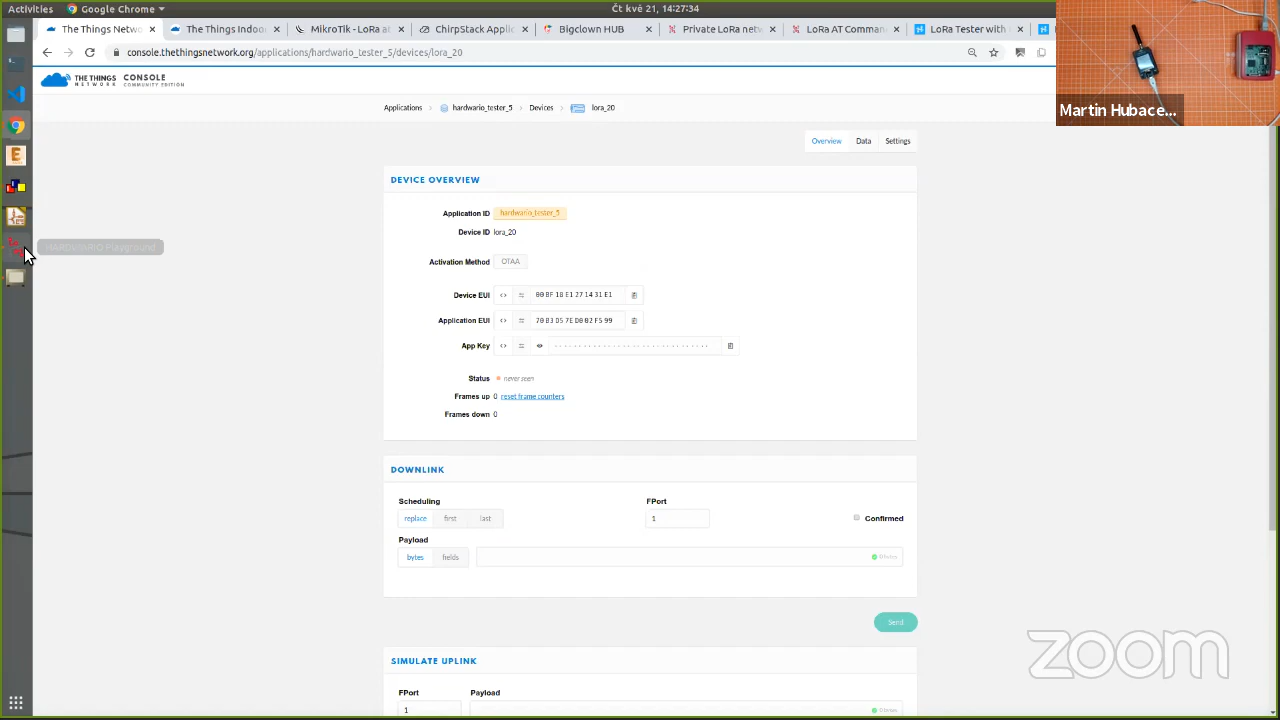 Activities Google Chrome Čt kvě 21, 14:27:34
The Things Netwo
The Things Indoo
MikroTik - LoRa a
ChirpStack Applic
Bigclown HUB
Private LoRa netw
LoRa AT Comman
LoRa Tester with
console.thethingsnetwork.org/applications/hardwario_tester_5/devices/lora_20
THE THINGS NETWORK CONSOLE COMMUNITY EDITION
Applications hardwario_tester_5 Devices lora_20
Overview Data Settings
DEVICE OVERVIEW
Application ID hardwario_tester_5
Device ID lora_20
HARDWARIO Playground
Activation Method OTAA
Device EUI 00 BF 18 E1 27 14 31 E1
Application EUI 70 B3 D5 7E D0 02 F5 99
App Key
Status never seen
Frames up 0 reset frame counters
Frames down 0
DOWNLINK
Scheduling
replace first last
FPort
1
Confirmed
Payload
bytes fields
0 bytes
Send
SIMULATE UPLINK
FPort Payload
1
0 bytes
Martin Hubace...
zoom